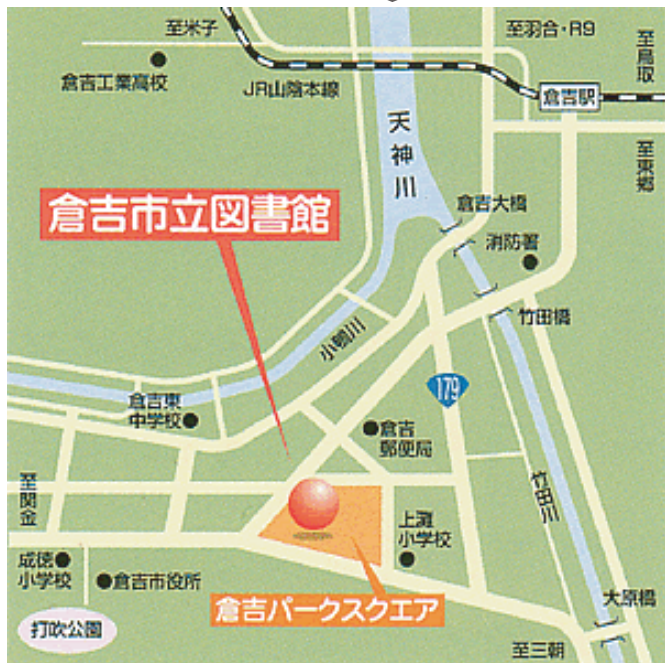 至米子
至羽合・R9
至鳥取
倉吉工業高校
JR山陰本線
倉吉駅
天神川
至東郷
倉吉市立図書館
倉吉大橋
消防署
竹田橋
小鴨川
179
倉吉東
中学校
倉吉
郵便局
至関金
竹田川
上灘
小学校
成徳
小学校
倉吉市役所
倉吉パークスクエア
大原橋
打吹公園
至三朝